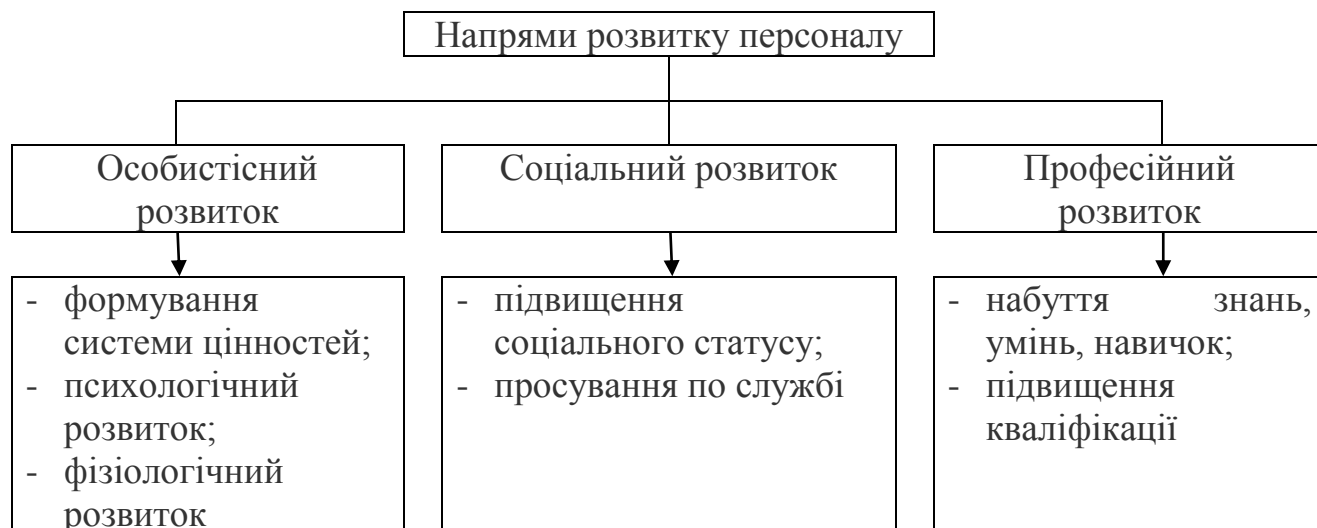 Напрями розвитку персоналу
Особистісний
розвиток
Соціальний розвиток
Професійний
розвиток
- формування
системи цінностей;
- психологічний
розвиток;
- фізіологічний
розвиток
- підвищення
соціального статусу;
- просування по службі
- набуття знань,
умінь, навичок;
- підвищення
кваліфікації